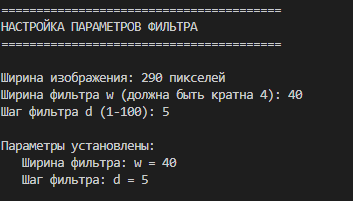 ========================================
НАСТРОЙКА ПАРАМЕТРОВ ФИЛЬТРА
========================================
Ширина изображения: 290 пикселей
Ширина фильтра w (должна быть кратна 4): 40
Шаг фильтра d (1-100): 5
Параметры установлены:
Ширина фильтра: w = 40
Шаг фильтра: d = 5